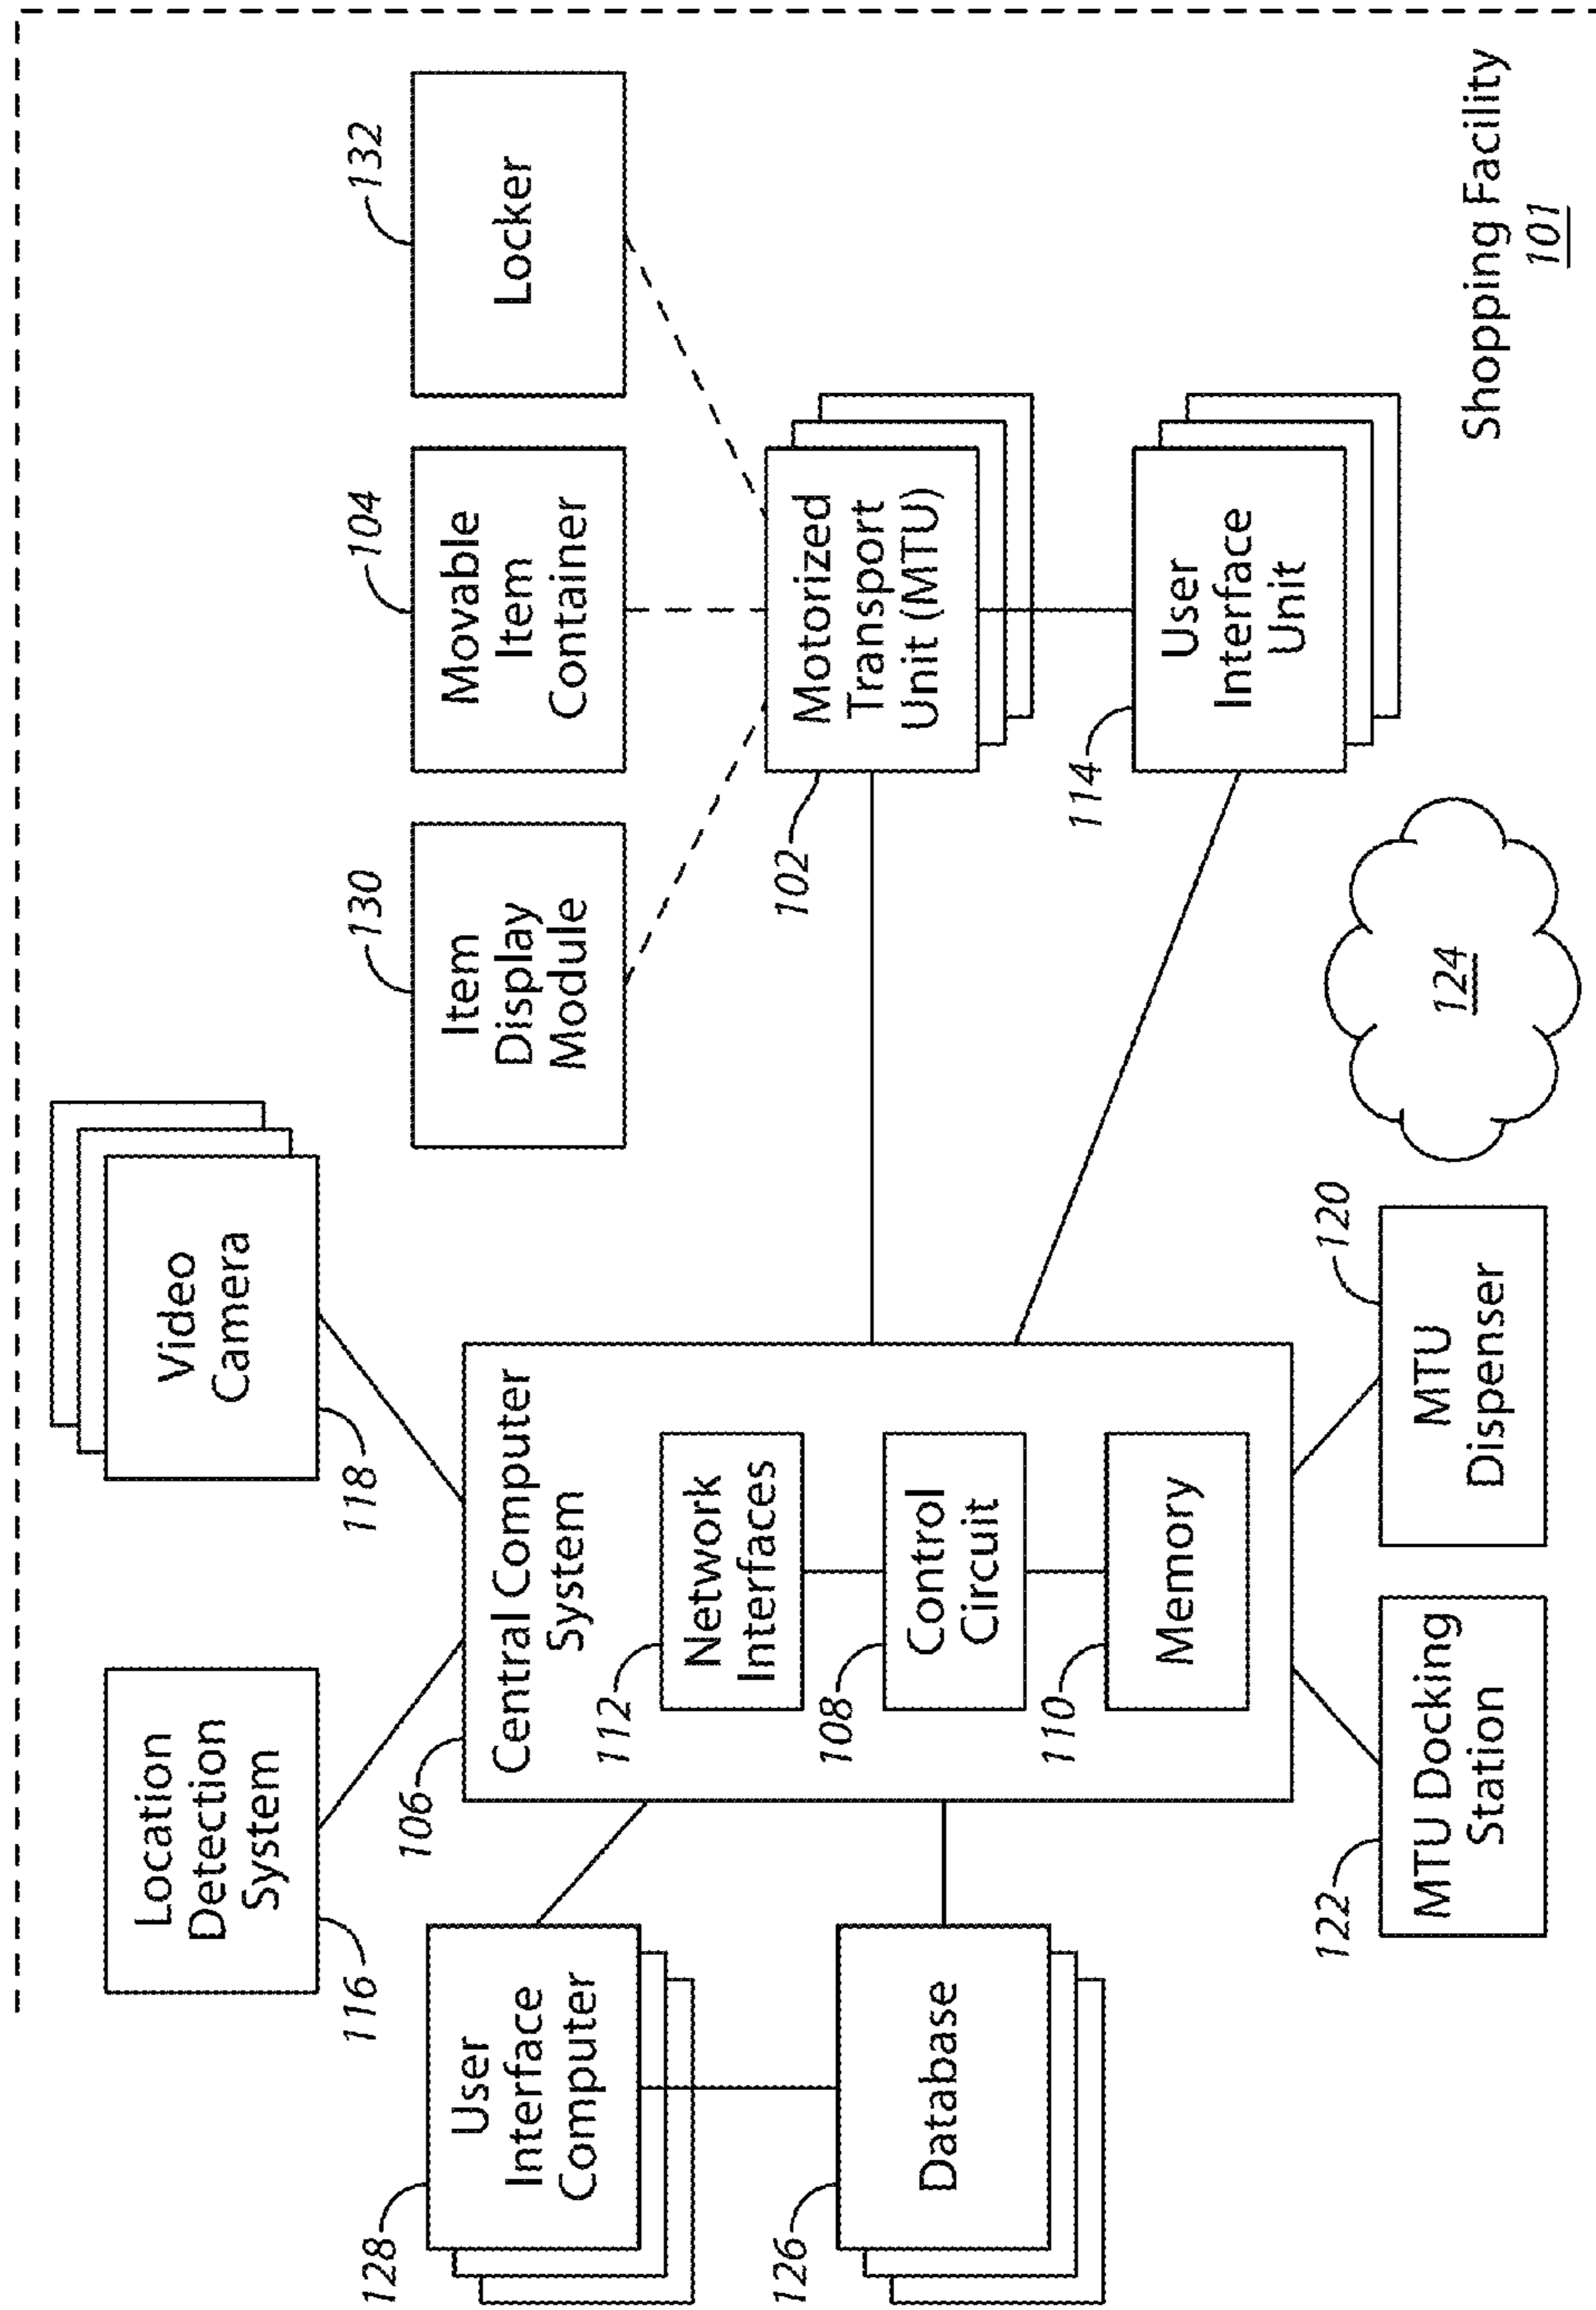 Location
Detection
System
116
Video
Camera
118
User
Interface
Computer
128
Database
126
106
Central Computer
System
112
Network
Interfaces
108
Control
Circuit
110
Memory
130
Item
Display
Module
104
Movable
Item
Container
132
Locker
102
Motorized
Transport
Unit (MTU)
114
User
Interface
Unit
122
MTU Docking
Station
120
MTU
Dispenser
124
Shopping Facility
101